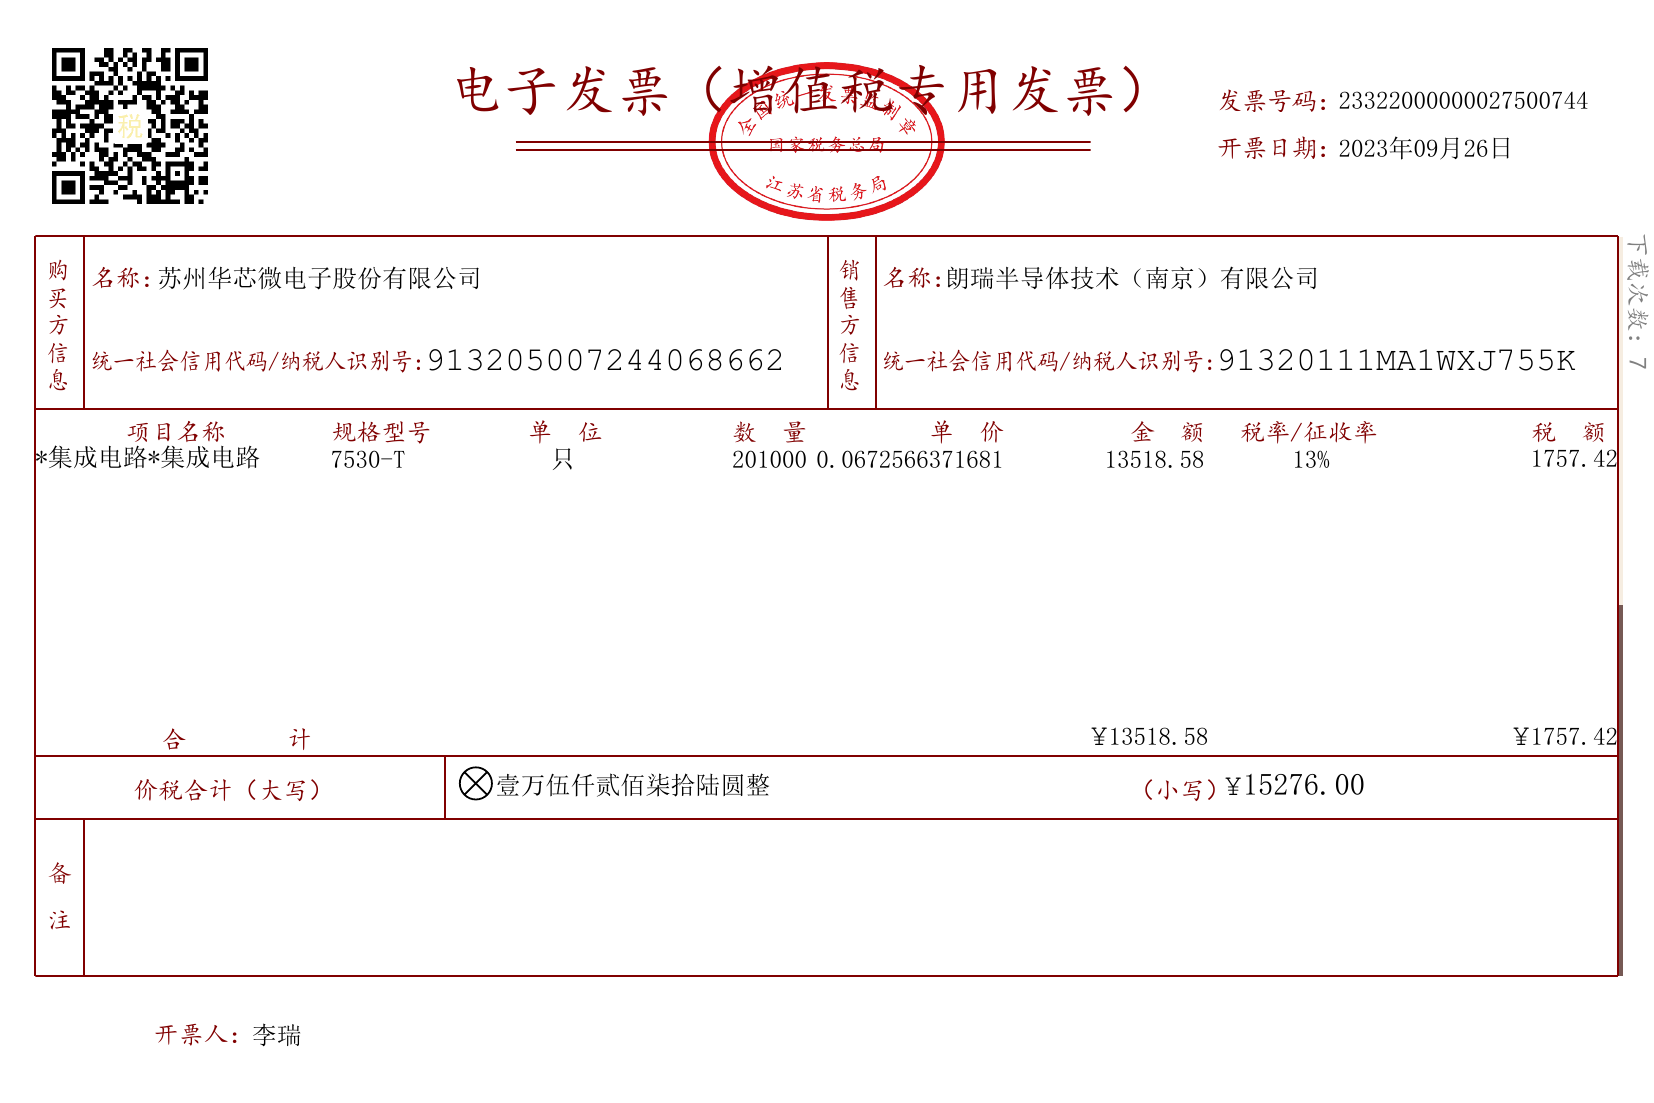 电子发票（增值税专用发票）
全国统一发票监制章
国家税务总局
江苏省税务局
税
发票号码：23322000000027500744
开票日期：2023年09月26日
下载次数：7
购买方信息
名称：苏州华芯微电子股份有限公司
统一社会信用代码/纳税人识别号：913205007244068662
销售方信息
名称：朗瑞半导体技术（南京）有限公司
统一社会信用代码/纳税人识别号：91320111MA1WXJ755K
项目名称 规格型号 单位 数量 单价 金额 税率/征收率 税额
*集成电路*集成电路 7530-T 只 201000 0.0672566371681 13518.58 13% 1757.42
合计 ¥13518.58 ¥1757.42
价税合计（大写） ⊗壹万伍仟贰佰柒拾陆圆整 （小写）¥15276.00
备注
开票人：李瑞